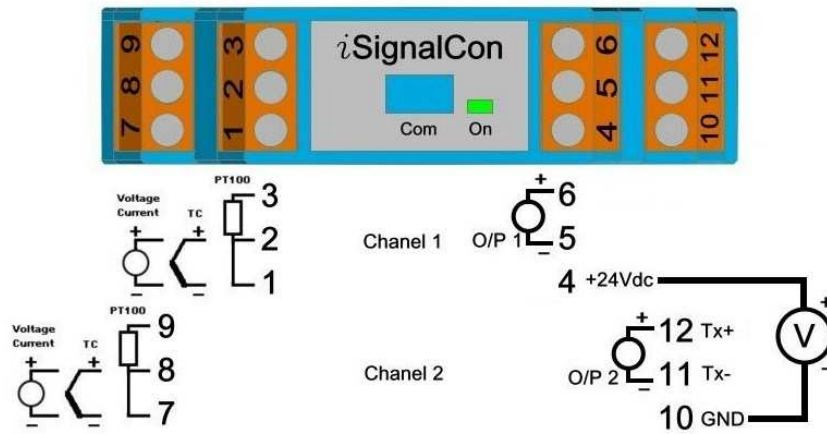 9 8 7
3 2 1
iSignalCon
Com On
6 5 4
12 11 10
PT100
Voltage
Current
TC
+ +
3
2
1
- -
Chanel 1
O/P 1
+
6
-
5
4 +24Vdc
PT100
Voltage
Current
TC
+ +
9
8
7
- -
Chanel 2
O/P 2
+
12 Tx+
-
11 Tx-
10 GND
+
V
-